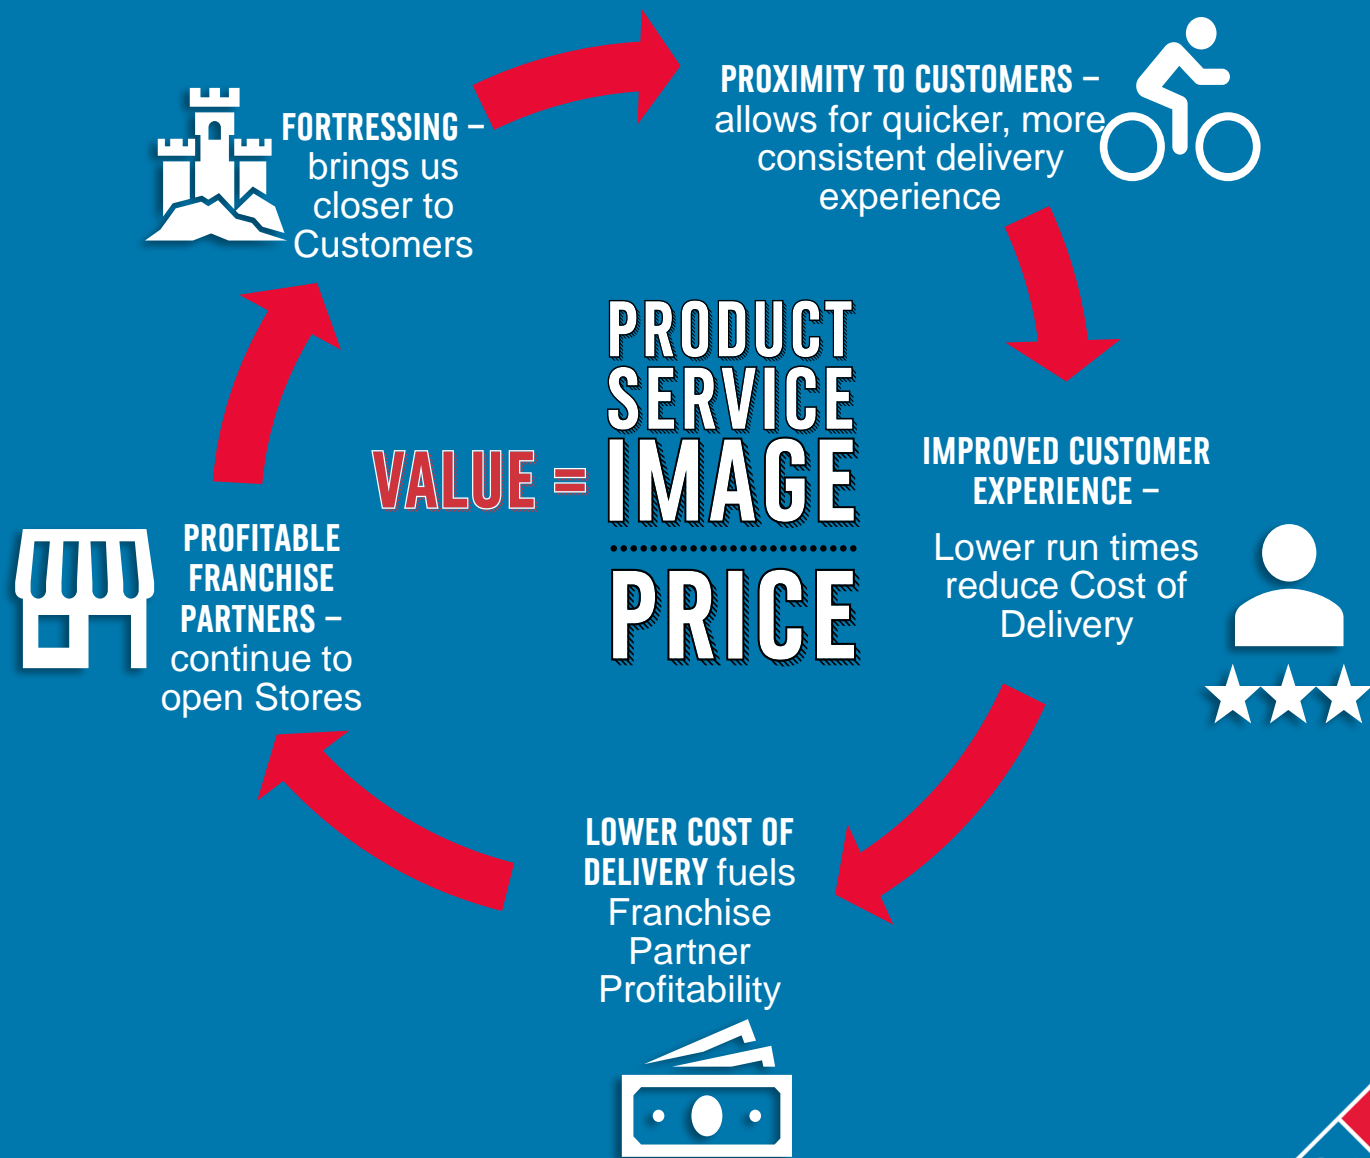 FORTRESSING –
brings us
closer to
Customers
PROXIMITY TO CUSTOMERS –
allows for quicker, more
consistent delivery
experience
IMPROVED CUSTOMER
EXPERIENCE –
Lower run times
reduce Cost of
Delivery
LOWER COST OF
DELIVERY fuels
Franchise
Partner
Profitability
PROFITABLE
FRANCHISE
PARTNERS –
continue to
open Stores
VALUE =
PRODUCT
SERVICE
IMAGE
PRICE